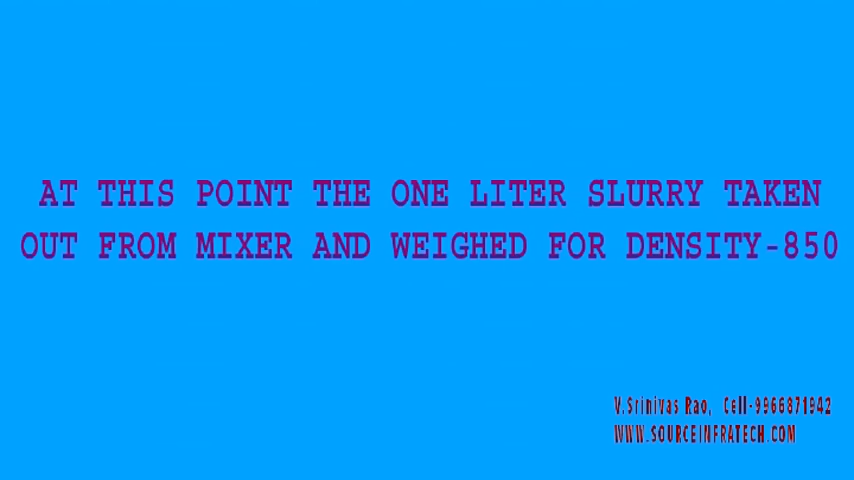 AT THIS POINT THE ONE LITER SLURRY TAKEN
OUT FROM MIXER AND WEIGHED FOR DENSITY-850
V.Srinivas Rao, Cell-9966871942
WWW.SOURCEINFRATECH.COM